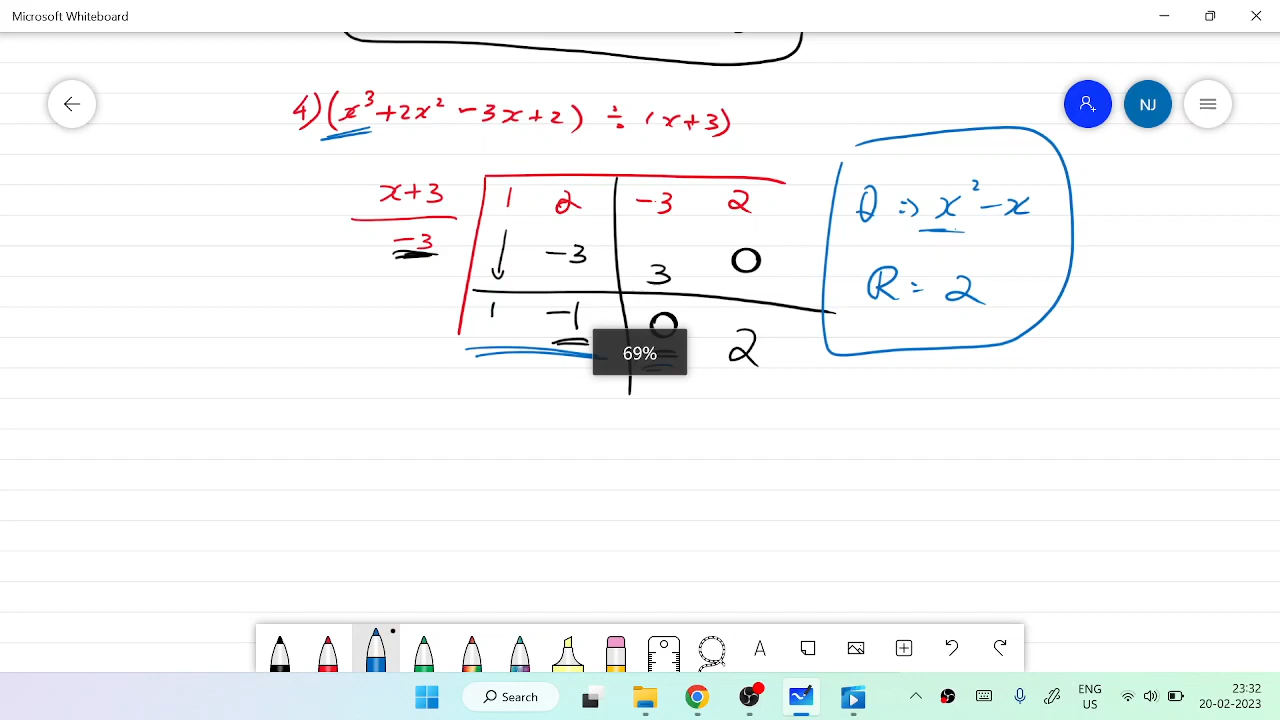 Microsoft Whiteboard
4) (x³ + 2x² - 3x + 2) ÷ (x + 3)
NJ
x+3 1 2 -3 2
-3 -3 3 0
1 -1 0 2
Q ⇒ x² - x
R = 2
69%
A
Search
ENG
US
23:32
20-02-2023